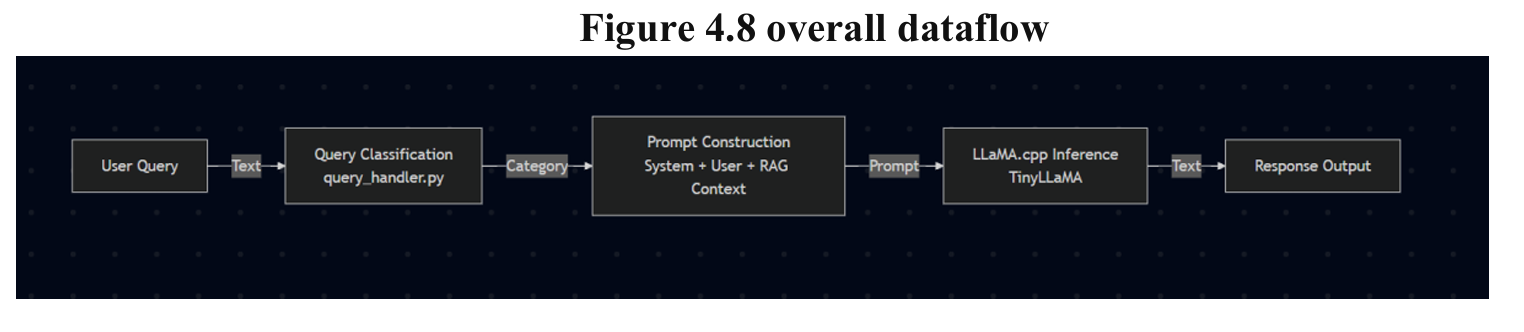 Figure 4.8 overall dataflow
User Query
Text
Query Classification
query_handler.py
Category
Prompt Construction
System + User + RAG
Context
Prompt
LLaMA.cpp Inference
TinyLLaMA
Text
Response Output